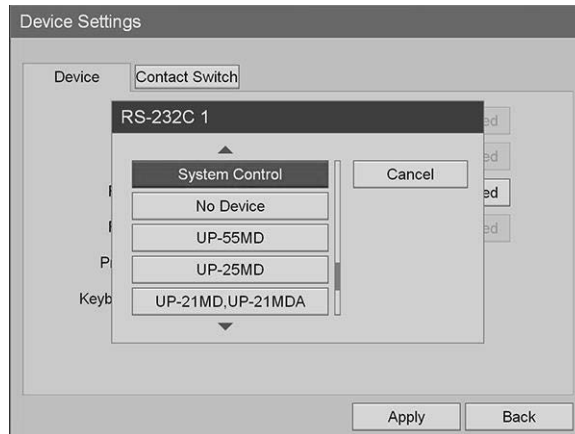 Device Settings
Device
Contact Switch
RS-232C 1
System Control
Cancel
No Device
UP-55MD
UP-25MD
UP-21MD,UP-21MDA
Keyb
Apply
Back